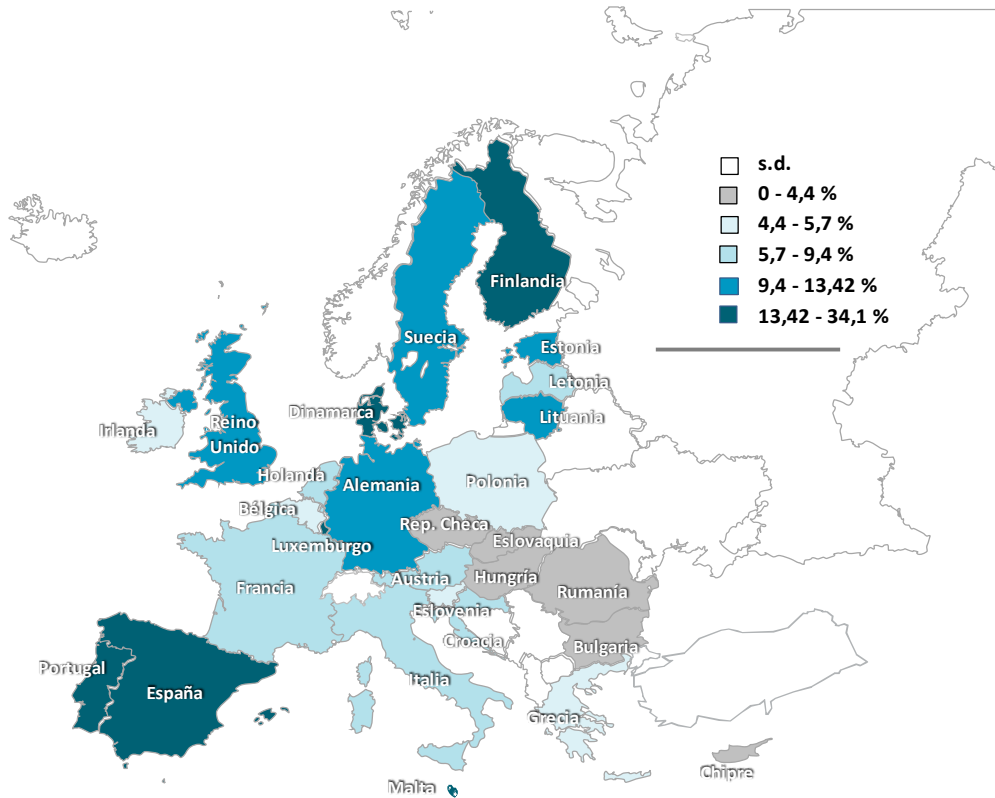 s.d.
0 - 4,4 %
4,4 - 5,7 %
5,7 - 9,4 %
9,4 - 13,42 %
13,42 - 34,1 %
Finlandia
Suecia
Estonia
Letonia
Dinamarca
Lituania
Irlanda
Reino
Unido
Holanda
Alemania
Polonia
Bélgica
Rep. Checa
Eslovaquia
Luxemburgo
Austria
Hungría
Francia
Rumanía
Eslovenia
Croacia
Bulgaria
Portugal
Italia
España
Grecia
Chipre
Malta